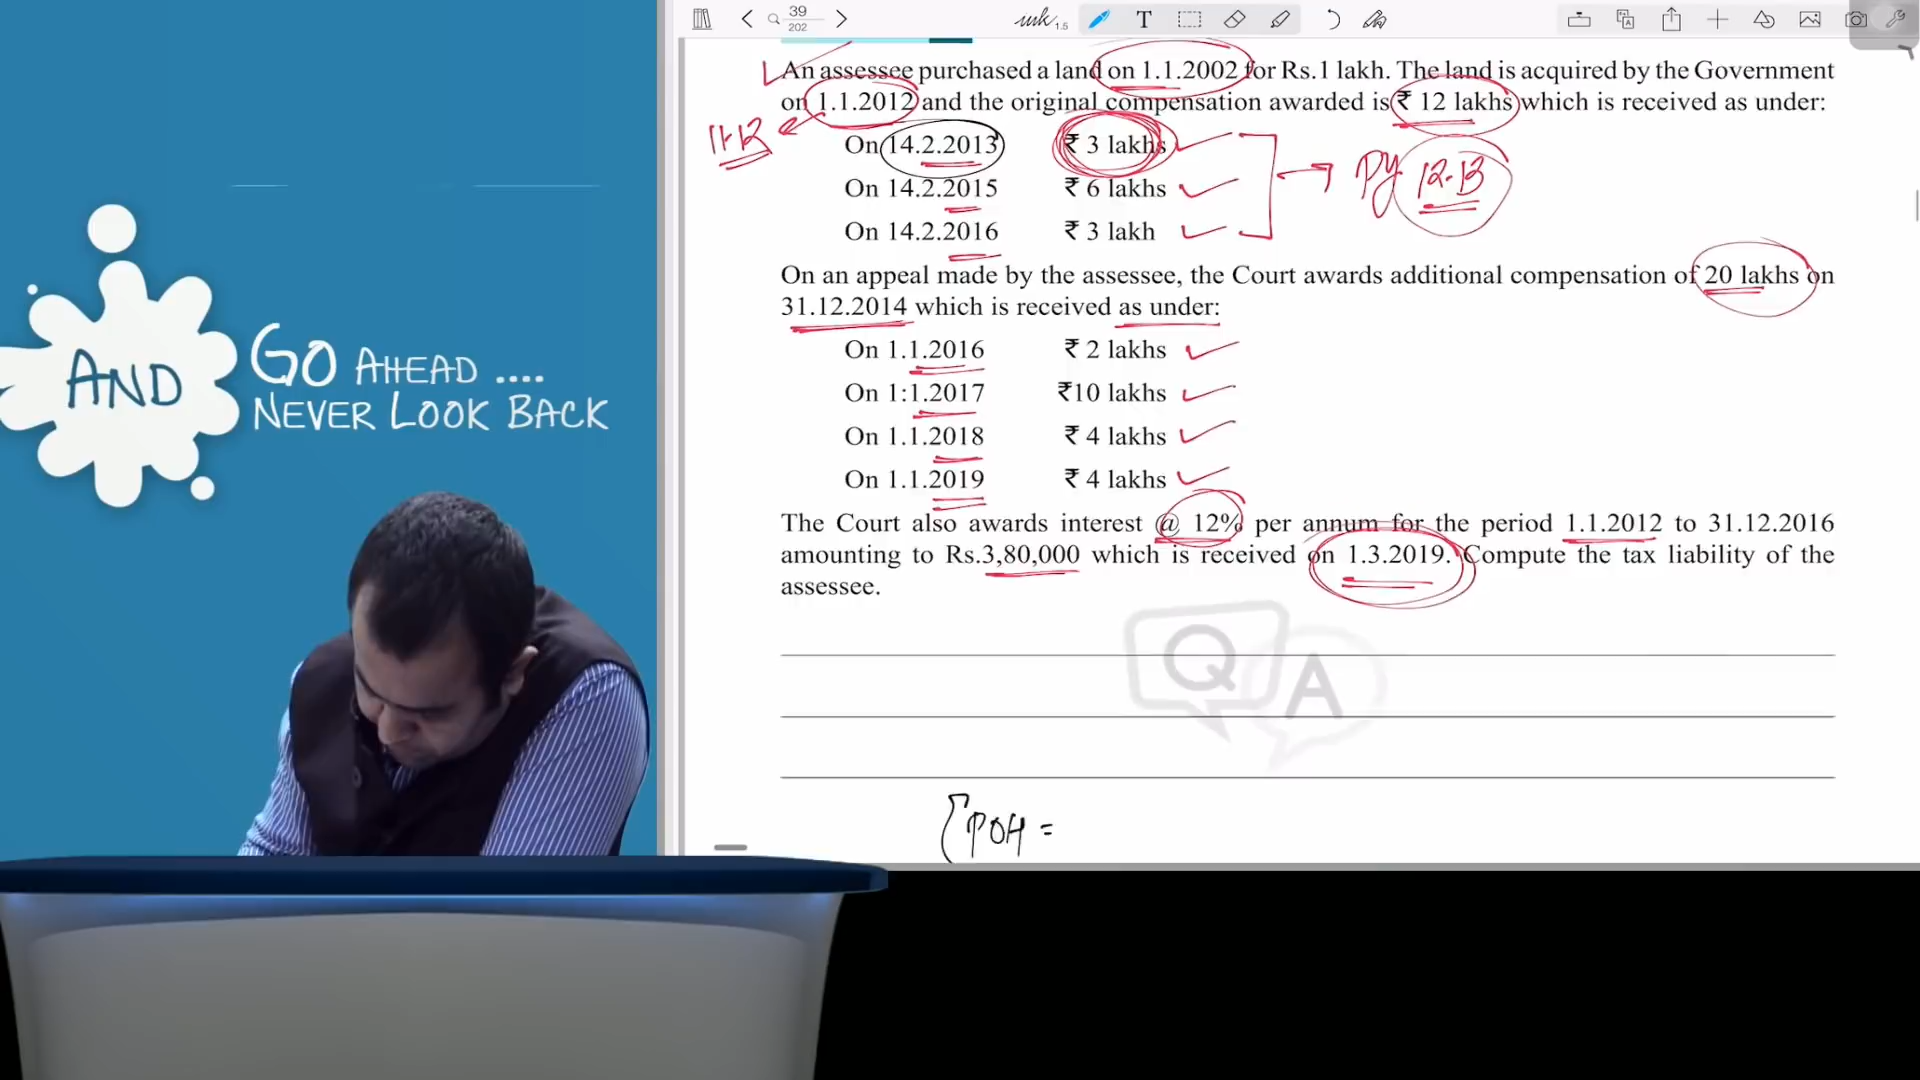 39
202
1.5
T
An assessee purchased a land on 1.1.2002 for Rs.1 lakh. The land is acquired by the Government
on 1.1.2012 and the original compensation awarded is ₹ 12 lakhs which is received as under:
11-12
On 14.2.2013 ₹ 3 lakhs
On 14.2.2015 ₹ 6 lakhs
On 14.2.2016 ₹ 3 lakh
PY 12-13
On an appeal made by the assessee, the Court awards additional compensation of 20 lakhs on
31.12.2014 which is received as under:
On 1.1.2016 ₹ 2 lakhs
On 1:1.2017 ₹10 lakhs
On 1.1.2018 ₹ 4 lakhs
On 1.1.2019 ₹ 4 lakhs
The Court also awards interest @ 12% per annum for the period 1.1.2012 to 31.12.2016
amounting to Rs.3,80,000 which is received on 1.3.2019. Compute the tax liability of the
assessee.
Q A
POH =
AND
GO AHEAD ....
NEVER LOOK BACK